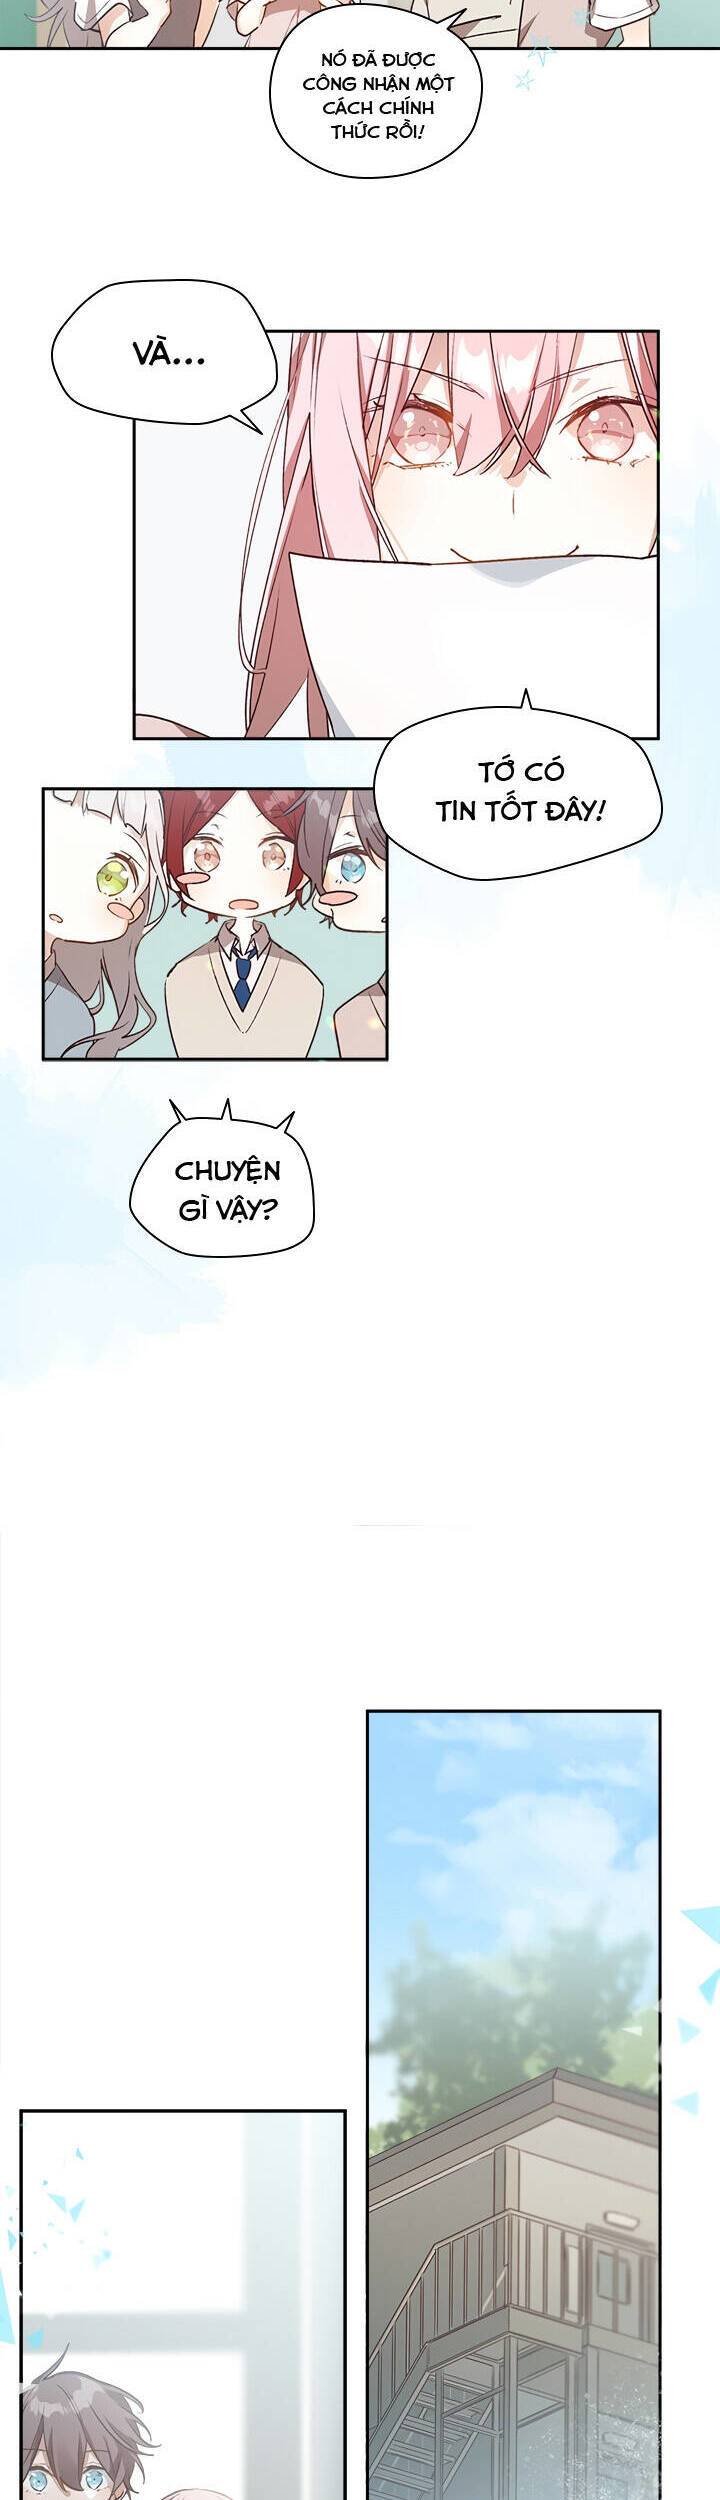 NÓ ĐÃ ĐƯỢC
CÔNG NHẬN MỘT
CÁCH CHÍNH
THỨC RỒI!
VÀ...
TỚ CÓ
TIN TỐT ĐÂY!
CHUYỆN
GÌ VẬY?